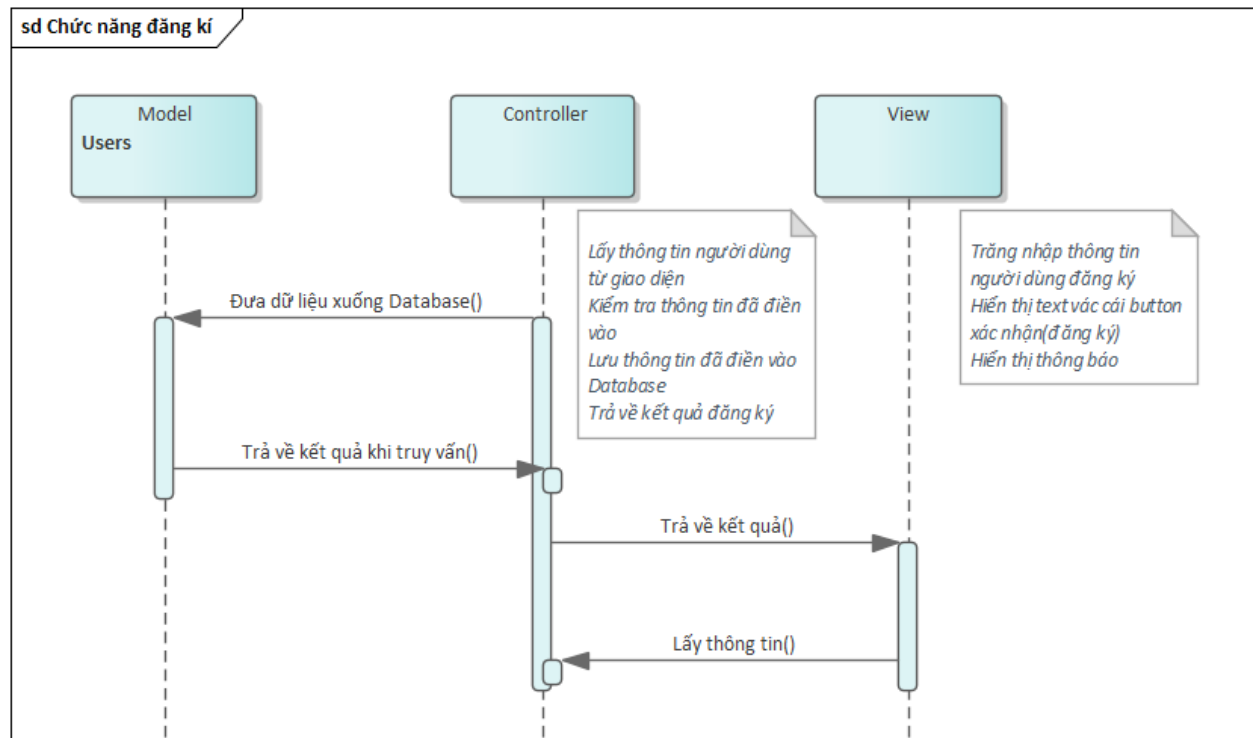 sd Chức năng đăng kí
Model
Users
Controller
View
Lấy thông tin người dùng
từ giao diện
Kiểm tra thông tin đã điền
vào
Lưu thông tin đã điền vào
Database
Trả về kết quả đăng ký
Trăng nhập thông tin
người dùng đăng ký
Hiển thị text vác cái button
xác nhận(đăng ký)
Hiển thị thông báo
Đưa dữ liệu xuống Database()
Trả về kết quả khi truy vấn()
Trả về kết quả()
Lấy thông tin()